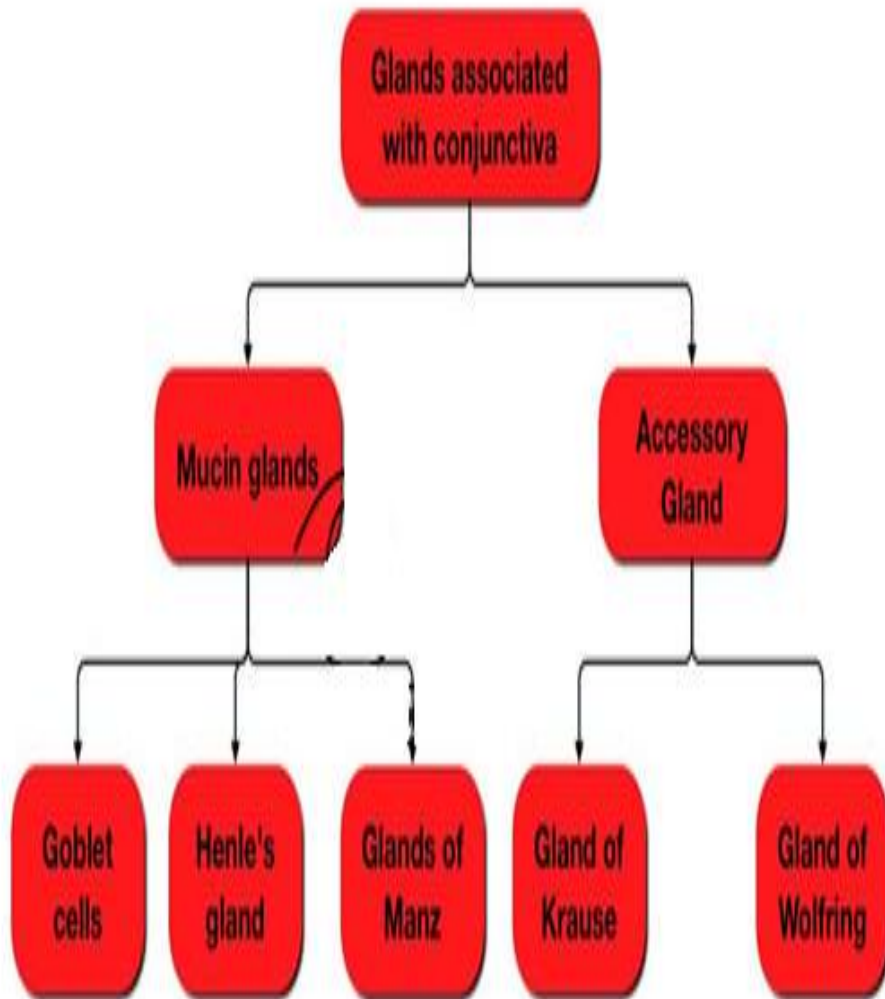 Glands associated
with conjunctiva
Mucin glands
Accessory
Gland
Goblet
cells
Henle's
gland
Glands of
Manz
Gland of
Krause
Gland of
Wolfring